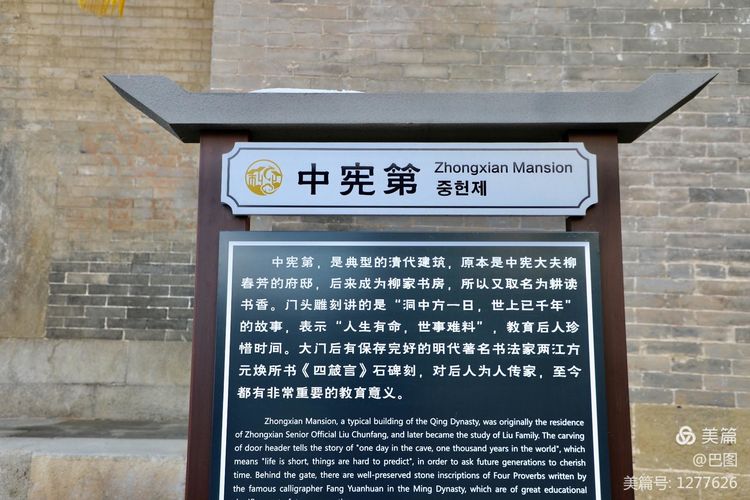 中宪第
Zhongxian Mansion
중헌제
中宪第，是典型的清代建筑，原本是中宪大夫柳
春芳的府邸，后来成为柳家书房，所以又取名为耕读
书香。门头雕刻讲的是“洞中方一日，世上已千年”
的故事，表示“人生有命，世事难料”，教育后人珍
惜时间。大门后有保存完好的明代著名书法家两江方
元焕所书《四箴言》石碑刻，对后人为人传家，至今
都有非常重要的教育意义。
Zhongxian Mansion, a typical building of the Qing Dynasty, was originally the residence
of Zhongxian Senior Official Liu Chunfang, and later became the study of Liu Family. The carving
of door header tells the story of "one day in the cave, one thousand years in the world", which
means "life is short, things are hard to predict", in order to ask future generations to cherish
time. Behind the gate, there are well-preserved stone inscriptions of Four Proverbs written by
the famous calligrapher Fang Yuanhuan in the Ming Dynasty, which are of great educational
美篇
@巴图
美篇号: 1277626